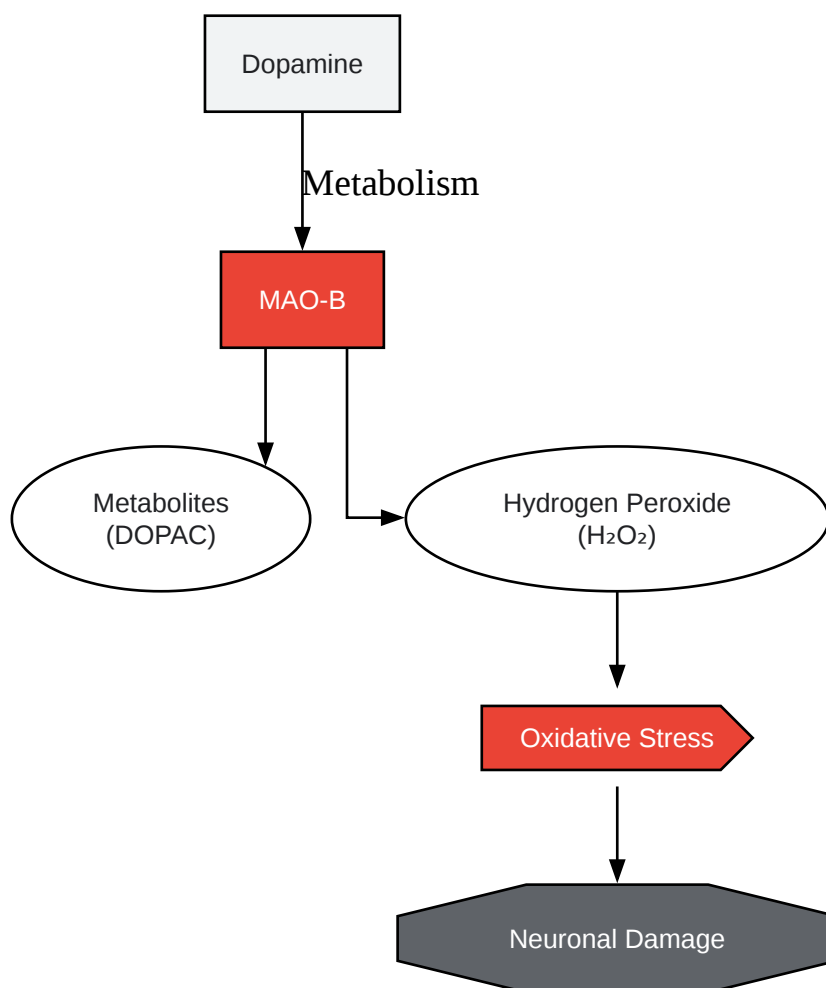 Dopamine
Metabolism
MAO-B
Metabolites
(DOPAC)
Hydrogen Peroxide
(H₂O₂)
Oxidative Stress
Neuronal Damage